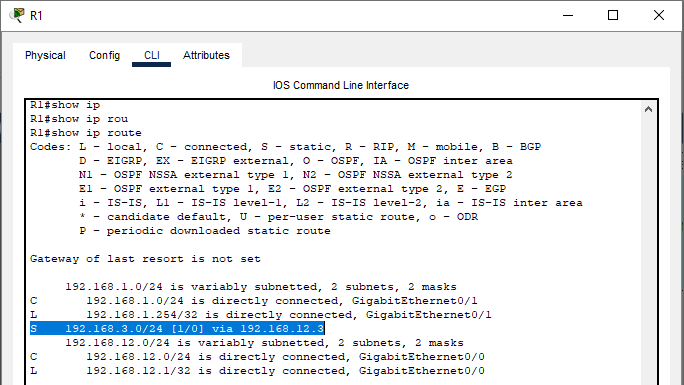 R1
Physical Config CLI Attributes
IOS Command Line Interface
R1#show ip
R1#show ip rou
R1#show ip route
Codes: L - local, C - connected, S - static, R - RIP, M - mobile, B - BGP
D - EIGRP, EX - EIGRP external, O - OSPF, IA - OSPF inter area
N1 - OSPF NSSA external type 1, N2 - OSPF NSSA external type 2
E1 - OSPF external type 1, E2 - OSPF external type 2, E - EGP
i - IS-IS, L1 - IS-IS level-1, L2 - IS-IS level-2, ia - IS-IS inter area
* - candidate default, U - per-user static route, o - ODR
P - periodic downloaded static route
Gateway of last resort is not set
192.168.1.0/24 is variably subnetted, 2 subnets, 2 masks
C 192.168.1.0/24 is directly connected, GigabitEthernet0/1
L 192.168.1.254/32 is directly connected, GigabitEthernet0/1
S 192.168.3.0/24 [1/0] via 192.168.12.3
192.168.12.0/24 is variably subnetted, 2 subnets, 2 masks
C 192.168.12.0/24 is directly connected, GigabitEthernet0/0
L 192.168.12.1/32 is directly connected, GigabitEthernet0/0